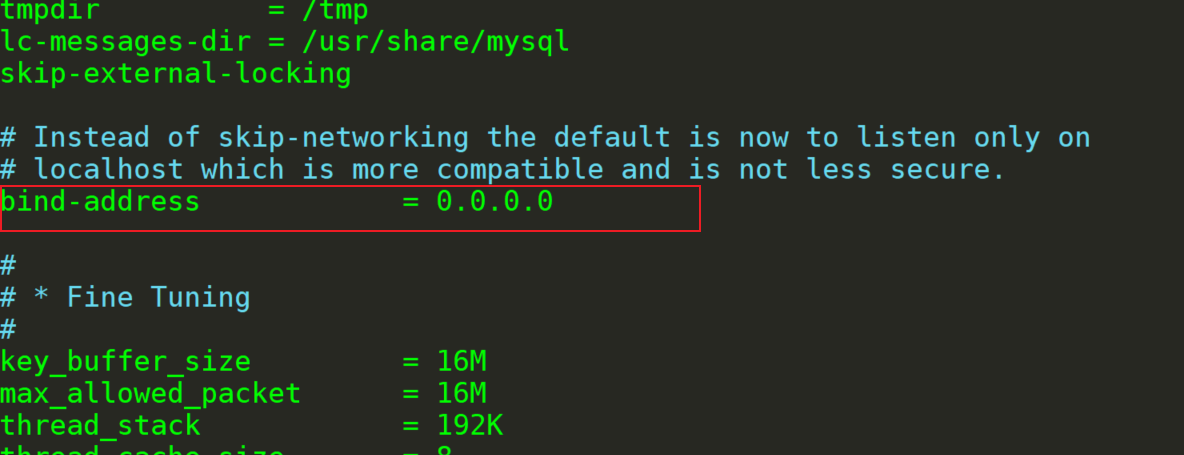 tmpdir = /tmp
lc-messages-dir = /usr/share/mysql
skip-external-locking
# Instead of skip-networking the default is now to listen only on
# localhost which is more compatible and is not less secure.
bind-address = 0.0.0.0
#
# * Fine Tuning
#
key_buffer_size = 16M
max_allowed_packet = 16M
thread_stack = 192K
thread_cache_size = 8